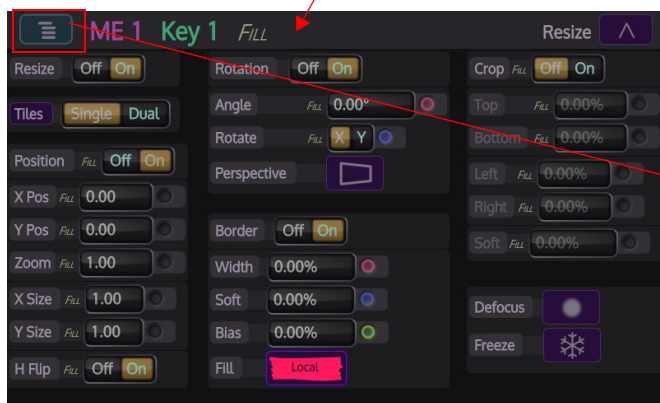 ME 1 Key 1 FILL Resize
Resize Off On
Tiles Single Dual
Position FILL Off On
X Pos FILL 0.00
Y Pos FILL 0.00
Zoom FILL 1.00
X Size FILL 1.00
Y Size FILL 1.00
H Flip FILL Off On
Rotation Off On
Angle FILL 0.00°
Rotate FILL X Y
Perspective
Border Off On
Width 0.00%
Soft 0.00%
Bias 0.00%
Fill Local
Crop FILL Off On
Top FILL 0.00%
Bottom FILL 0.00%
Left FILL 0.00%
Right FILL 0.00%
Soft FILL 0.00%
Defocus
Freeze